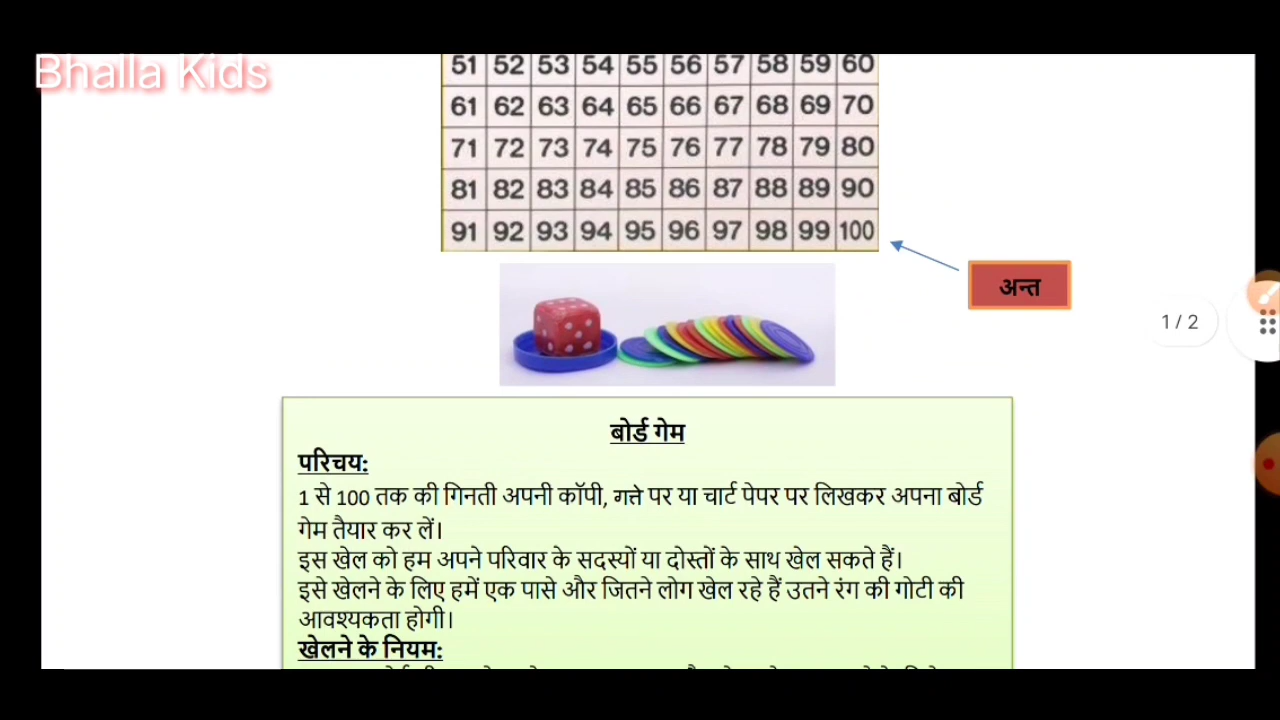 Bhalla Kids
51 52 53 54 55 56 57 58 59 60
61 62 63 64 65 66 67 68 69 70
71 72 73 74 75 76 77 78 79 80
81 82 83 84 85 86 87 88 89 90
91 92 93 94 95 96 97 98 99 100
अन्त
1 / 2
बोर्ड गेम
परिचय:
1 से 100 तक की गिनती अपनी कॉपी, गत्ते पर या चार्ट पेपर पर लिखकर अपना बोर्ड
गेम तैयार कर लें।
इस खेल को हम अपने परिवार के सदस्यों या दोस्तों के साथ खेल सकते हैं।
इसे खेलने के लिए हमें एक पासे और जितने लोग खेल रहे हैं उतने रंग की गोटी की
आवश्यकता होगी।
खेलने के नियम: